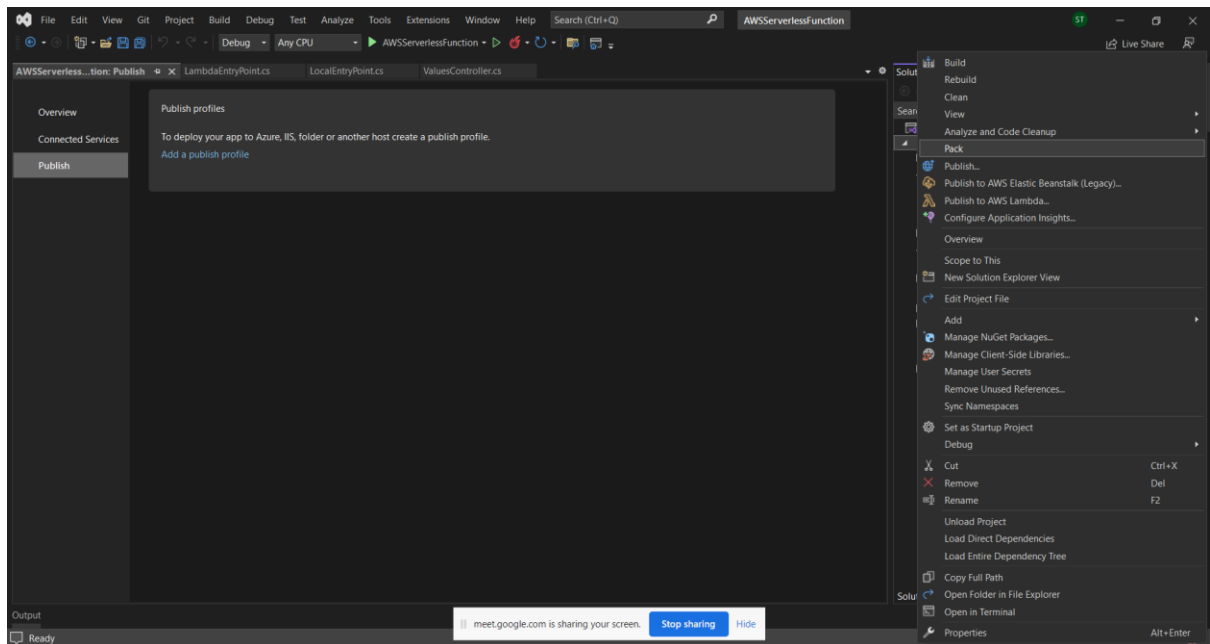 File Edit View Git Project Build Debug Test Analyze Tools Extensions Window Help Search (Ctrl+Q) AWSServerlessFunction ST
Debug Any CPU AWSServerlessFunction Live Share
AWSServerless...tion: Publish LambdaEntryPoint.cs LocalEntryPoint.cs ValuesController.cs
Overview
Connected Services
Publish
Publish profiles
To deploy your app to Azure, IIS, folder or another host create a publish profile.
Add a publish profile
Solut
Sear
Build
Rebuild
Clean
View
Analyze and Code Cleanup
Pack
Publish...
Publish to AWS Elastic Beanstalk (Legacy)...
Publish to AWS Lambda...
Configure Application Insights...
Overview
Scope to This
New Solution Explorer View
Edit Project File
Add
Manage NuGet Packages...
Manage Client-Side Libraries...
Manage User Secrets
Remove Unused References...
Sync Namespaces
Set as Startup Project
Debug
Cut Ctrl+X
Remove Del
Rename F2
Unload Project
Load Direct Dependencies
Load Entire Dependency Tree
Copy Full Path
Open Folder in File Explorer
Open in Terminal
Properties Alt+Enter
Solut
Output
meet.google.com is sharing your screen. Stop sharing Hide
Ready